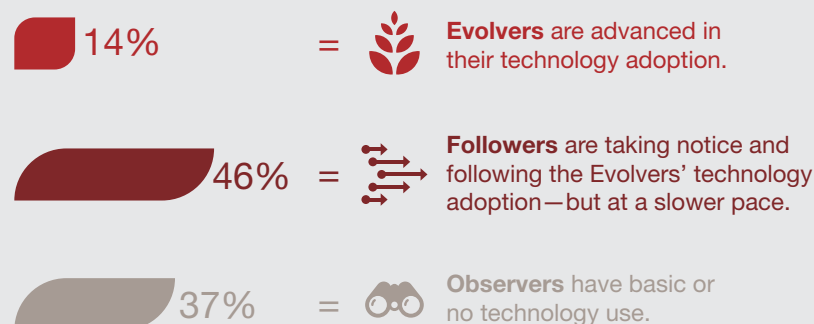 14%
=
Evolvers are advanced in
their technology adoption.
46%
=
Followers are taking notice and
following the Evolvers’ technology
adoption—but at a slower pace.
37%
=
Observers have basic or
no technology use.